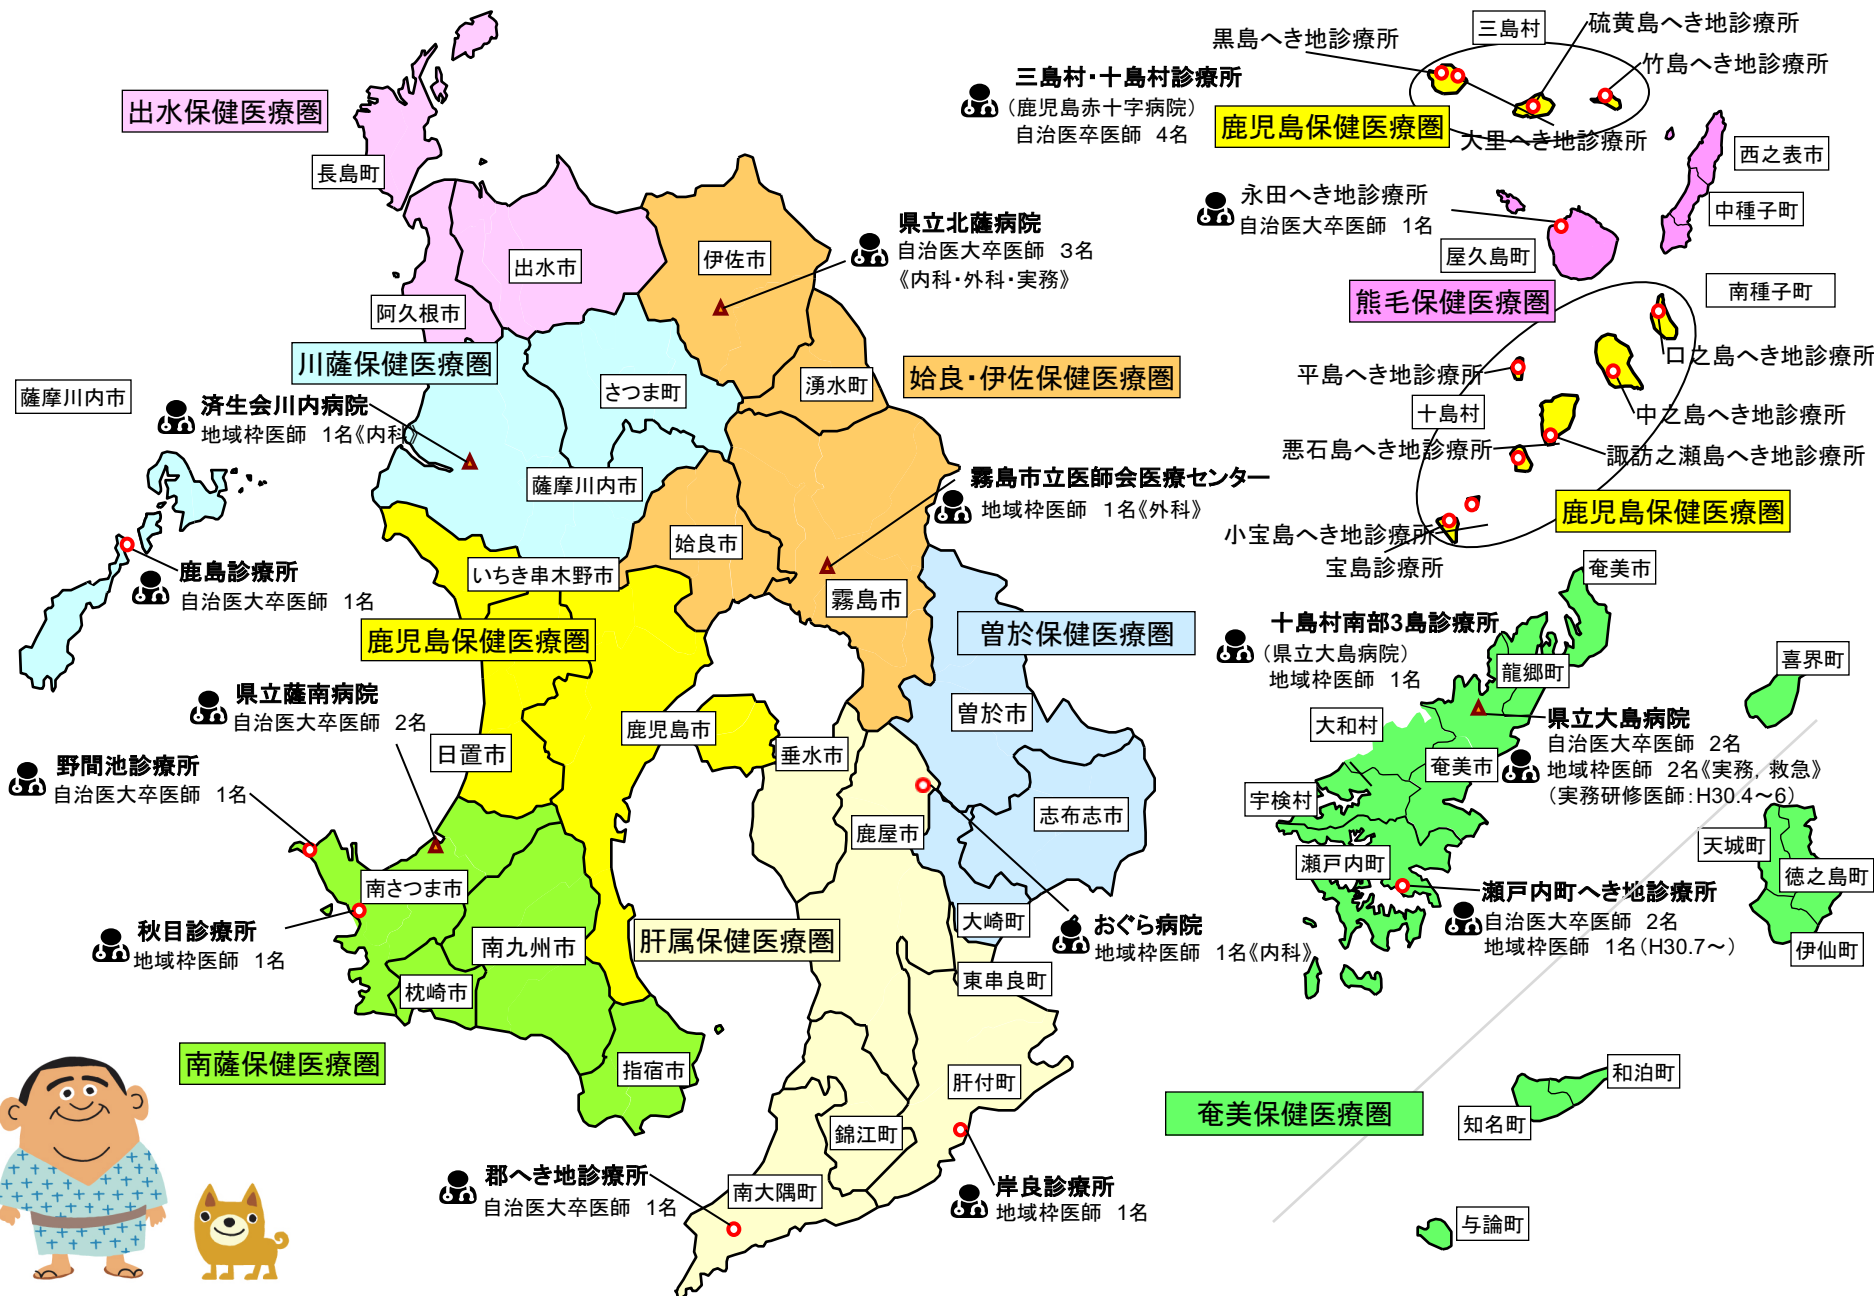 出水保健医療圏
長島町
出水市
阿久根市
川薩保健医療圏
薩摩川内市
済生会川内病院
地域枠医師 1名《内科》
さつま町
薩摩川内市
鹿島診療所
自治医大卒医師 1名
伊佐市
県立北薩病院
自治医大卒医師 3名
《内科・外科・実務》
湧水町
姶良・伊佐保健医療圏
霧島市立医師会医療センター
地域枠医師 1名《外科》
姶良市
霧島市
いちき串木野市
鹿児島保健医療圏
曽於保健医療圏
県立薩南病院
自治医大卒医師 2名
日置市
鹿児島市
垂水市
曽於市
志布志市
鹿屋市
大崎町
東串良町
野間池診療所
自治医大卒医師 1名
南さつま市
秋目診療所
地域枠医師 1名
南九州市
枕崎市
肝属保健医療圏
おぐら病院
地域枠医師 1名《内科》
南薩保健医療圏
指宿市
肝付町
錦江町
南大隅町
郡へき地診療所
自治医大卒医師 1名
岸良診療所
地域枠医師 1名
三島村・十島村診療所
(鹿児島赤十字病院)
自治医卒医師 4名
黒島へき地診療所
三島村
硫黄島へき地診療所
竹島へき地診療所
鹿児島保健医療圏
大里へき地診療所
西之表市
中種子町
永田へき地診療所
自治医大卒医師 1名
屋久島町
南種子町
熊毛保健医療圏
口之島へき地診療所
平島へき地診療所
十島村
中之島へき地診療所
悪石島へき地診療所
諏訪之瀬島へき地診療所
鹿児島保健医療圏
小宝島へき地診療所
宝島診療所
奄美市
十島村南部3島診療所
(県立大島病院)
地域枠医師 1名
龍郷町
喜界町
大和村
県立大島病院
自治医大卒医師 2名
地域枠医師 2名《実務,救急》
(実務研修医師:H30.4～6)
奄美市
宇検村
瀬戸内町
瀬戸内町へき地診療所
自治医大卒医師 2名
地域枠医師 1名(H30.7～)
天城町
徳之島町
伊仙町
奄美保健医療圏
和泊町
知名町
与論町